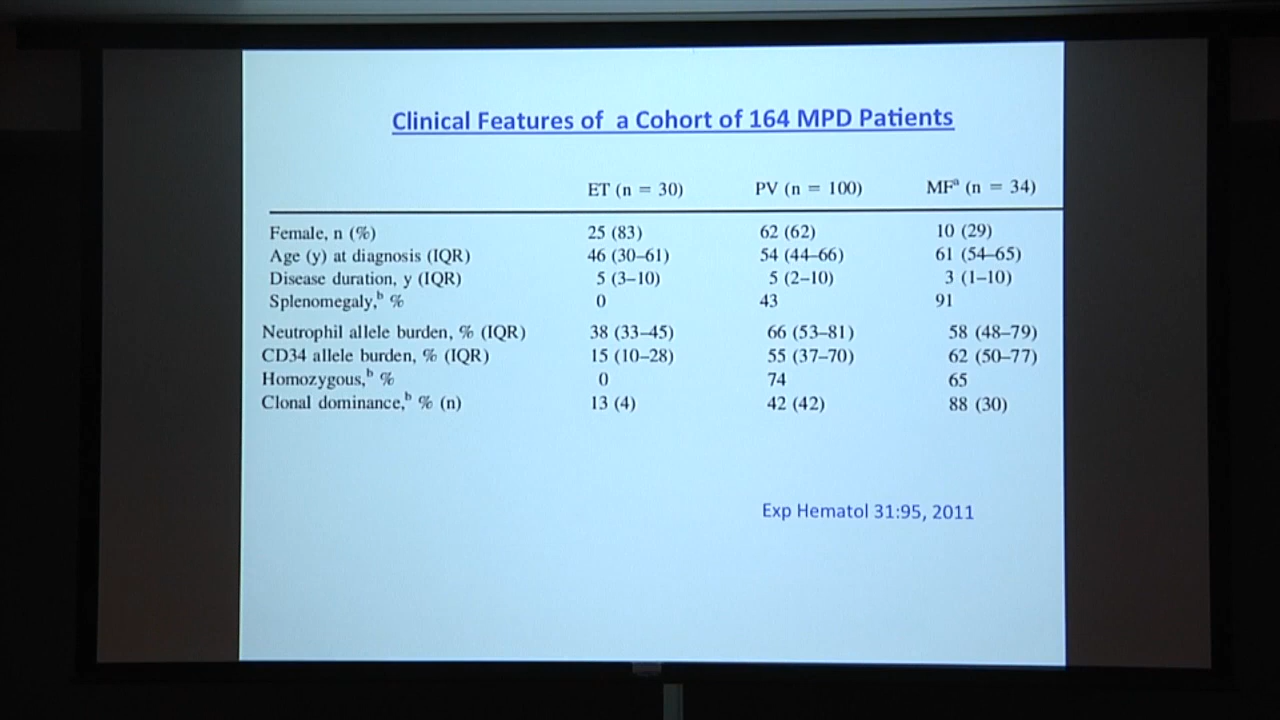 Clinical Features of a Cohort of 164 MPD Patients
ET (n = 30) PV (n = 100) MFᵃ (n = 34)
Female, n (%) 25 (83) 62 (62) 10 (29)
Age (y) at diagnosis (IQR) 46 (30–61) 54 (44–66) 61 (54–65)
Disease duration, y (IQR) 5 (3–10) 5 (2–10) 3 (1–10)
Splenomegaly,ᵇ % 0 43 91
Neutrophil allele burden, % (IQR) 38 (33–45) 66 (53–81) 58 (48–79)
CD34 allele burden, % (IQR) 15 (10–28) 55 (37–70) 62 (50–77)
Homozygous,ᵇ % 0 74 65
Clonal dominance,ᵇ % (n) 13 (4) 42 (42) 88 (30)
Exp Hematol 31:95, 2011